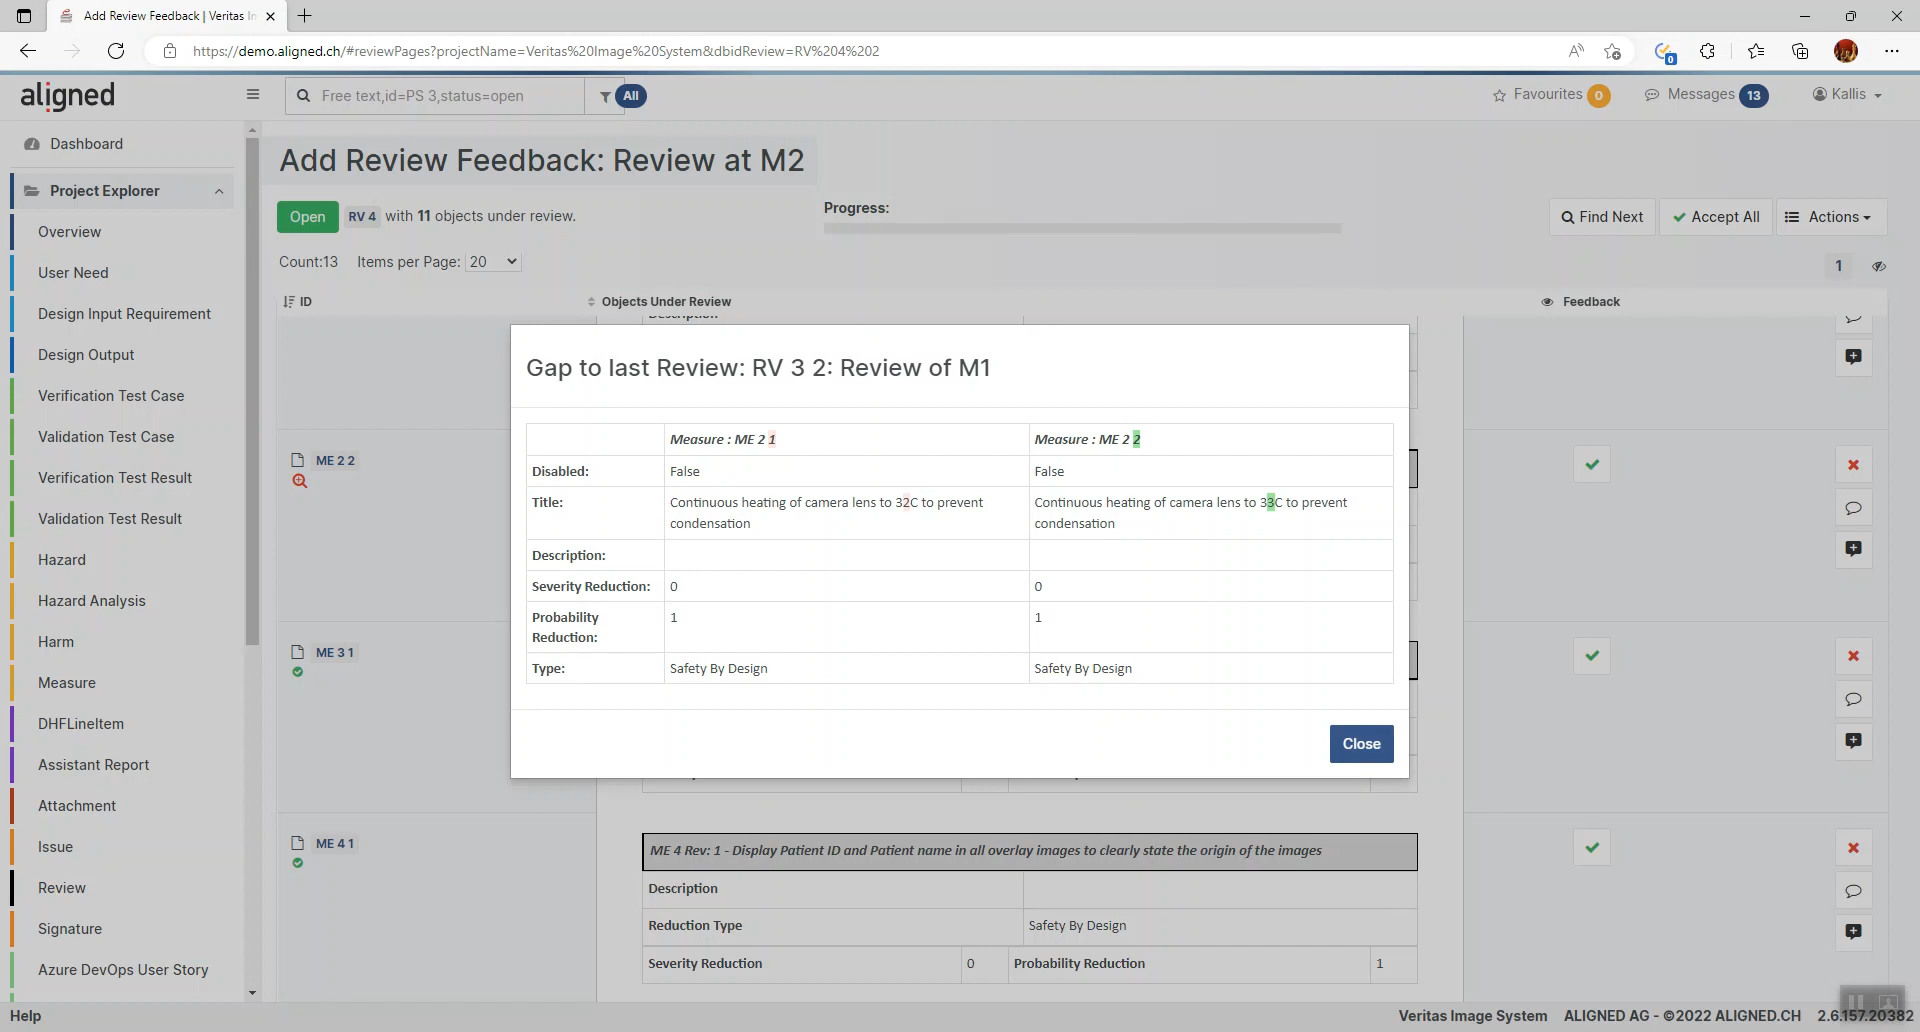 Add Review Feedback | Veritas Im
https://demo.aligned.ch/#reviewPages?projectName=Veritas%20Image%20System&dbidReview=RV%204%202
0
aligned
Free text,id=PS 3,status=open
All
Favourites 0
Messages 13
Kallis
Dashboard
Project Explorer
Overview
User Need
Design Input Requirement
Design Output
Verification Test Case
Validation Test Case
Verification Test Result
Validation Test Result
Hazard
Hazard Analysis
Harm
Measure
DHFLineItem
Assistant Report
Attachment
Issue
Review
Signature
Azure DevOps User Story
Add Review Feedback: Review at M2
Open RV 4 with 11 objects under review.
Progress:
Find Next
Accept All
Actions
Count:13 Items per Page: 20
1
ID
Objects Under Review
Feedback
Description
ME 2 2
ME 3 1
ME 4 1
Gap to last Review: RV 3 2: Review of M1
Measure : ME 2 1 Measure : ME 2 2
Disabled: False False
Title: Continuous heating of camera lens to 32C to prevent condensation Continuous heating of camera lens to 33C to prevent condensation
Description:
Severity Reduction: 0 0
Probability Reduction: 1 1
Type: Safety By Design Safety By Design
Close
ME 4 Rev: 1 - Display Patient ID and Patient name in all overlay images to clearly state the origin of the images
Description
Reduction Type Safety By Design
Severity Reduction 0 Probability Reduction 1
Help
Veritas Image System ALIGNED AG - ©2022 ALIGNED.CH 2.6.157.20382